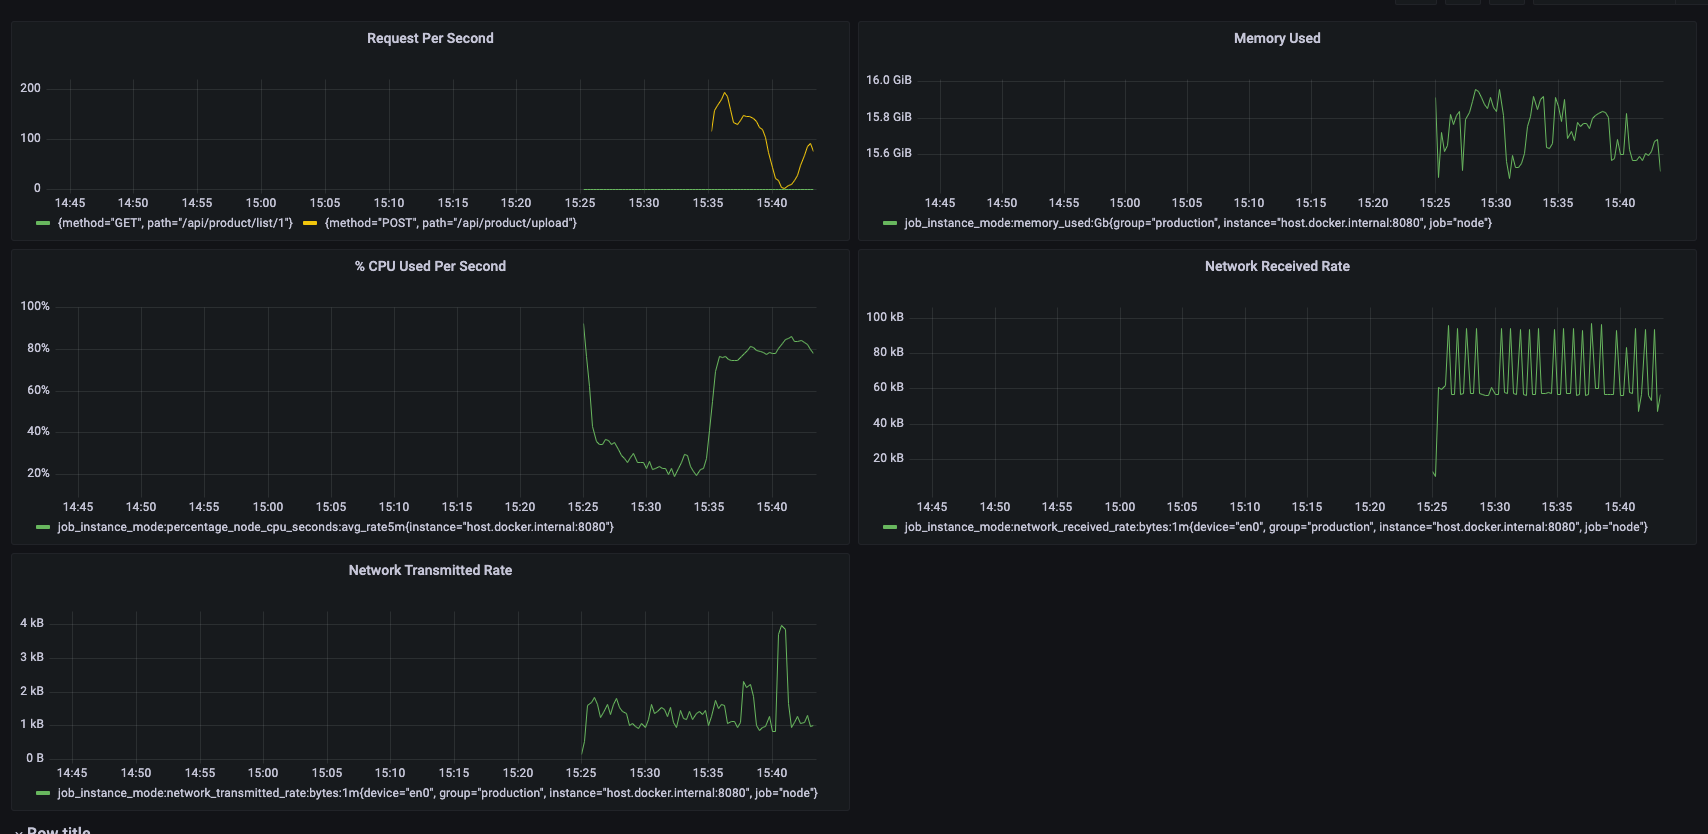 Request Per Second
200
100
0
14:45 14:50 14:55 15:00 15:05 15:10 15:15 15:20 15:25 15:30 15:35 15:40
{method="GET", path="/api/product/list/1"} {method="POST", path="/api/product/upload"}
Memory Used
16.0 GiB
15.8 GiB
15.6 GiB
14:45 14:50 14:55 15:00 15:05 15:10 15:15 15:20 15:25 15:30 15:35 15:40
job_instance_mode:memory_used:Gb{group="production", instance="host.docker.internal:8080", job="node"}
% CPU Used Per Second
100%
80%
60%
40%
20%
14:45 14:50 14:55 15:00 15:05 15:10 15:15 15:20 15:25 15:30 15:35 15:40
job_instance_mode:percentage_node_cpu_seconds:avg_rate5m{instance="host.docker.internal:8080"}
Network Received Rate
100 kB
80 kB
60 kB
40 kB
20 kB
14:45 14:50 14:55 15:00 15:05 15:10 15:15 15:20 15:25 15:30 15:35 15:40
job_instance_mode:network_received_rate:bytes:1m{device="en0", group="production", instance="host.docker.internal:8080", job="node"}
Network Transmitted Rate
4 kB
3 kB
2 kB
1 kB
0 B
14:45 14:50 14:55 15:00 15:05 15:10 15:15 15:20 15:25 15:30 15:35 15:40
job_instance_mode:network_transmitted_rate:bytes:1m{device="en0", group="production", instance="host.docker.internal:8080", job="node"}
Row title